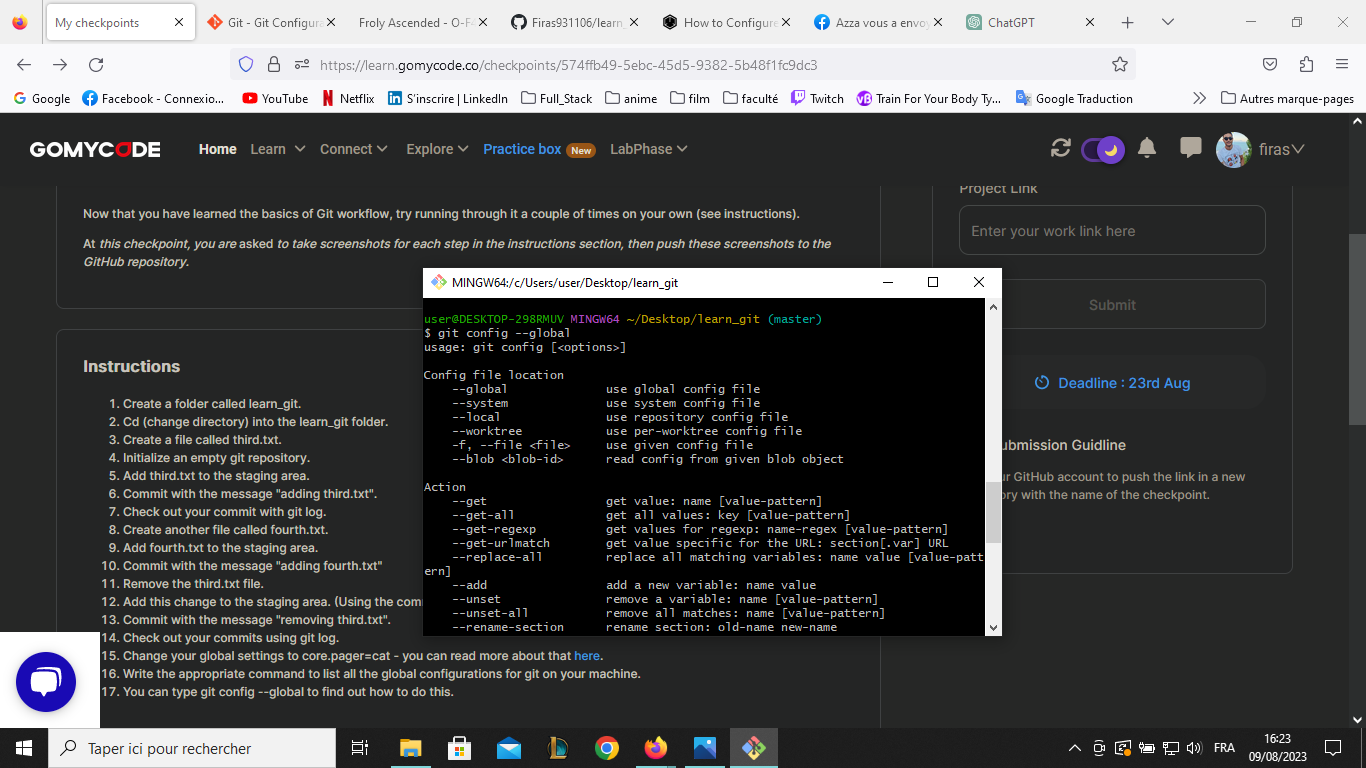 My checkpoints
Git - Git Configura
Froly Ascended - O-F
Firas931106/learn_
How to Configure
Azza vous a envoy
ChatGPT
https://learn.gomycode.co/checkpoints/574ffb49-5ebc-45d5-9382-5b48f1fc9dc3
Google
Facebook - Connexio...
YouTube
Netflix
S'inscrire | LinkedIn
Full_Stack
anime
film
faculté
Twitch
Train For Your Body Ty...
Google Traduction
Autres marque-pages
GOMYCODE
Home
Learn
Connect
Explore
Practice box New
LabPhase
firas
Now that you have learned the basics of Git workflow, try running through it a couple of times on your own (see instructions).
At this checkpoint, you are asked to take screenshots for each step in the instructions section, then push these screenshots to the
GitHub repository.
Instructions
1. Create a folder called learn_git.
2. Cd (change directory) into the learn_git folder.
3. Create a file called third.txt.
4. Initialize an empty git repository.
5. Add third.txt to the staging area.
6. Commit with the message "adding third.txt".
7. Check out your commit with git log.
8. Create another file called fourth.txt.
9. Add fourth.txt to the staging area.
10. Commit with the message "adding fourth.txt"
11. Remove the third.txt file.
12. Add this change to the staging area. (Using the com
13. Commit with the message "removing third.txt".
14. Check out your commits using git log.
15. Change your global settings to core.pager=cat - you can read more about that here.
16. Write the appropriate command to list all the global configurations for git on your machine.
17. You can type git config --global to find out how to do this.
MINGW64:/c/Users/user/Desktop/learn_git
user@DESKTOP-298RMUV MINGW64 ~/Desktop/learn_git (master)
$ git config --global
usage: git config [<options>]
Config file location
--global use global config file
--system use system config file
--local use repository config file
--worktree use per-worktree config file
-f, --file <file> use given config file
--blob <blob-id> read config from given blob object
Action
--get get value: name [value-pattern]
--get-all get all values: key [value-pattern]
--get-regexp get values for regexp: name-regex [value-pattern]
--get-urlmatch get value specific for the URL: section[.var] URL
--replace-all replace all matching variables: name value [value-patt
ern]
--add add a new variable: name value
--unset remove a variable: name [value-pattern]
--unset-all remove all matches: name [value-pattern]
--rename-section rename section: old-name new-name
Project Link
Enter your work link here
Submit
Deadline : 23rd Aug
ubmission Guidline
ur GitHub account to push the link in a new
ory with the name of the checkpoint.
Taper ici pour rechercher
FRA
16:23
09/08/2023